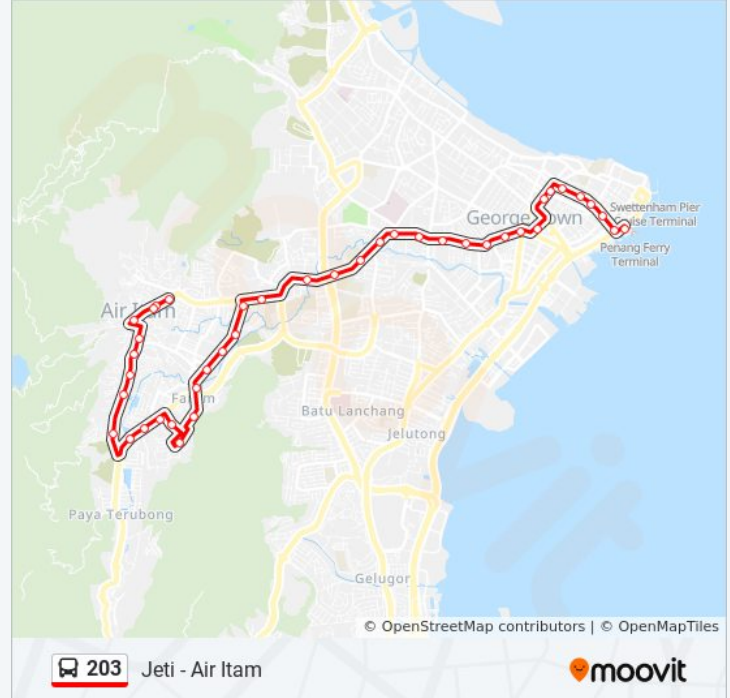 Swettenham Pier
Cruise Terminal
George Town
Penang Ferry
Terminal
Air Itam
Farlim
Batu Lanchang
Jelutong
Paya Terubong
Gelugor
© OpenStreetMap contributors | © OpenMapTiles
203 Jeti - Air Itam
moovit